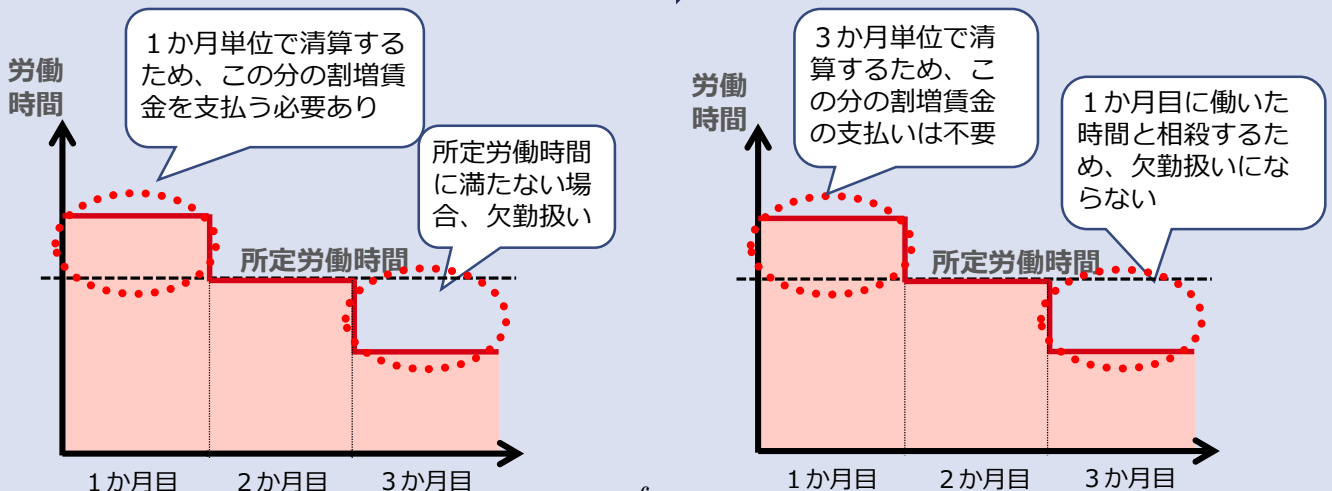 １か月単位で清算する
ため、この分の割増賃
金を支払う必要あり
労働
時間
所定労働時間
に満たない場
合、欠勤扱い
所定労働時間
１か月目
２か月目
３か月目
３か月単位で清
算するため、こ
の分の割増賃金
の支払いは不要
労働
時間
１か月目に働いた
時間と相殺するた
め、欠勤扱いにな
らない
所定労働時間
１か月目
２か月目
３か月目